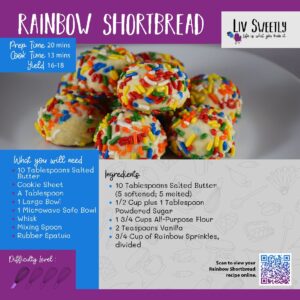 RAINBOW SHORTBREAD
LIV SWEETLY
Life is what you bake it
Prep Time 20 mins
Cook Time 13 mins
Yield 16-18
What you will need
• 10 Tablespoons Salted Butter
• Cookie Sheet
• A Tablespoon
• 1 Large Bowl
• 1 Microwave Safe Bowl
• Whisk
• Mixing Spoon
• Rubber Spatula
Difficulty Level :
Ingredients
• 10 Tablespoons Salted Butter
(5 softened; 5 melted)
• 1/2 Cup plus 1 Tablespoon
Powdered Sugar
• 1 3/4 Cups All-Purpose Flour
• 2 Teaspoons Vanilla
• 3/4 Cup of Rainbow Sprinkles,
divided
Scan to view your
Rainbow Shortbread
recipe online.